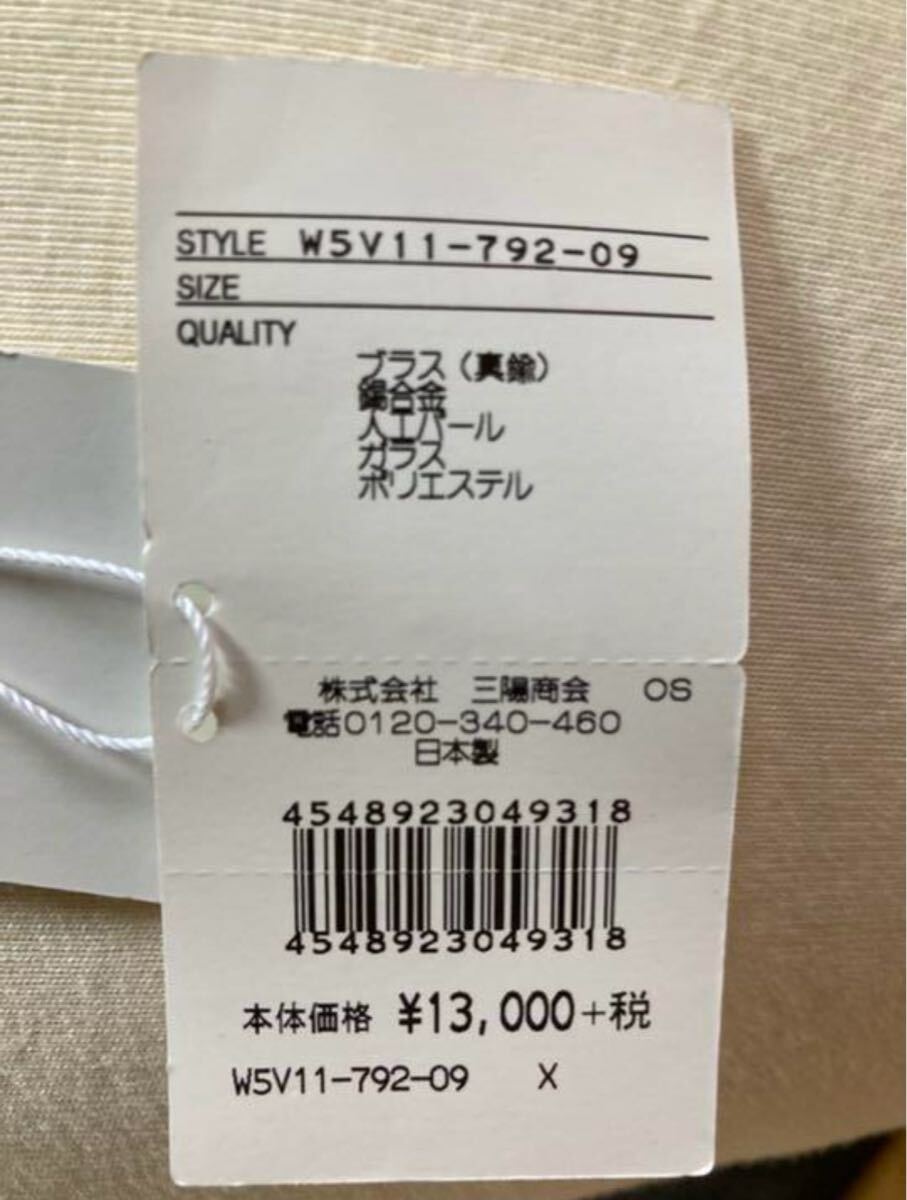 STYLE W5V11-792-09
SIZE
QUALITY
ブラス(真鍮)
錫合金
人工パール
ガラス
ポリエステル
株式会社 三陽商会 OS
電話0120-340-460
日本製
4548923049318
4548923049318
本体価格 ¥13,000+税
W5V11-792-09 X